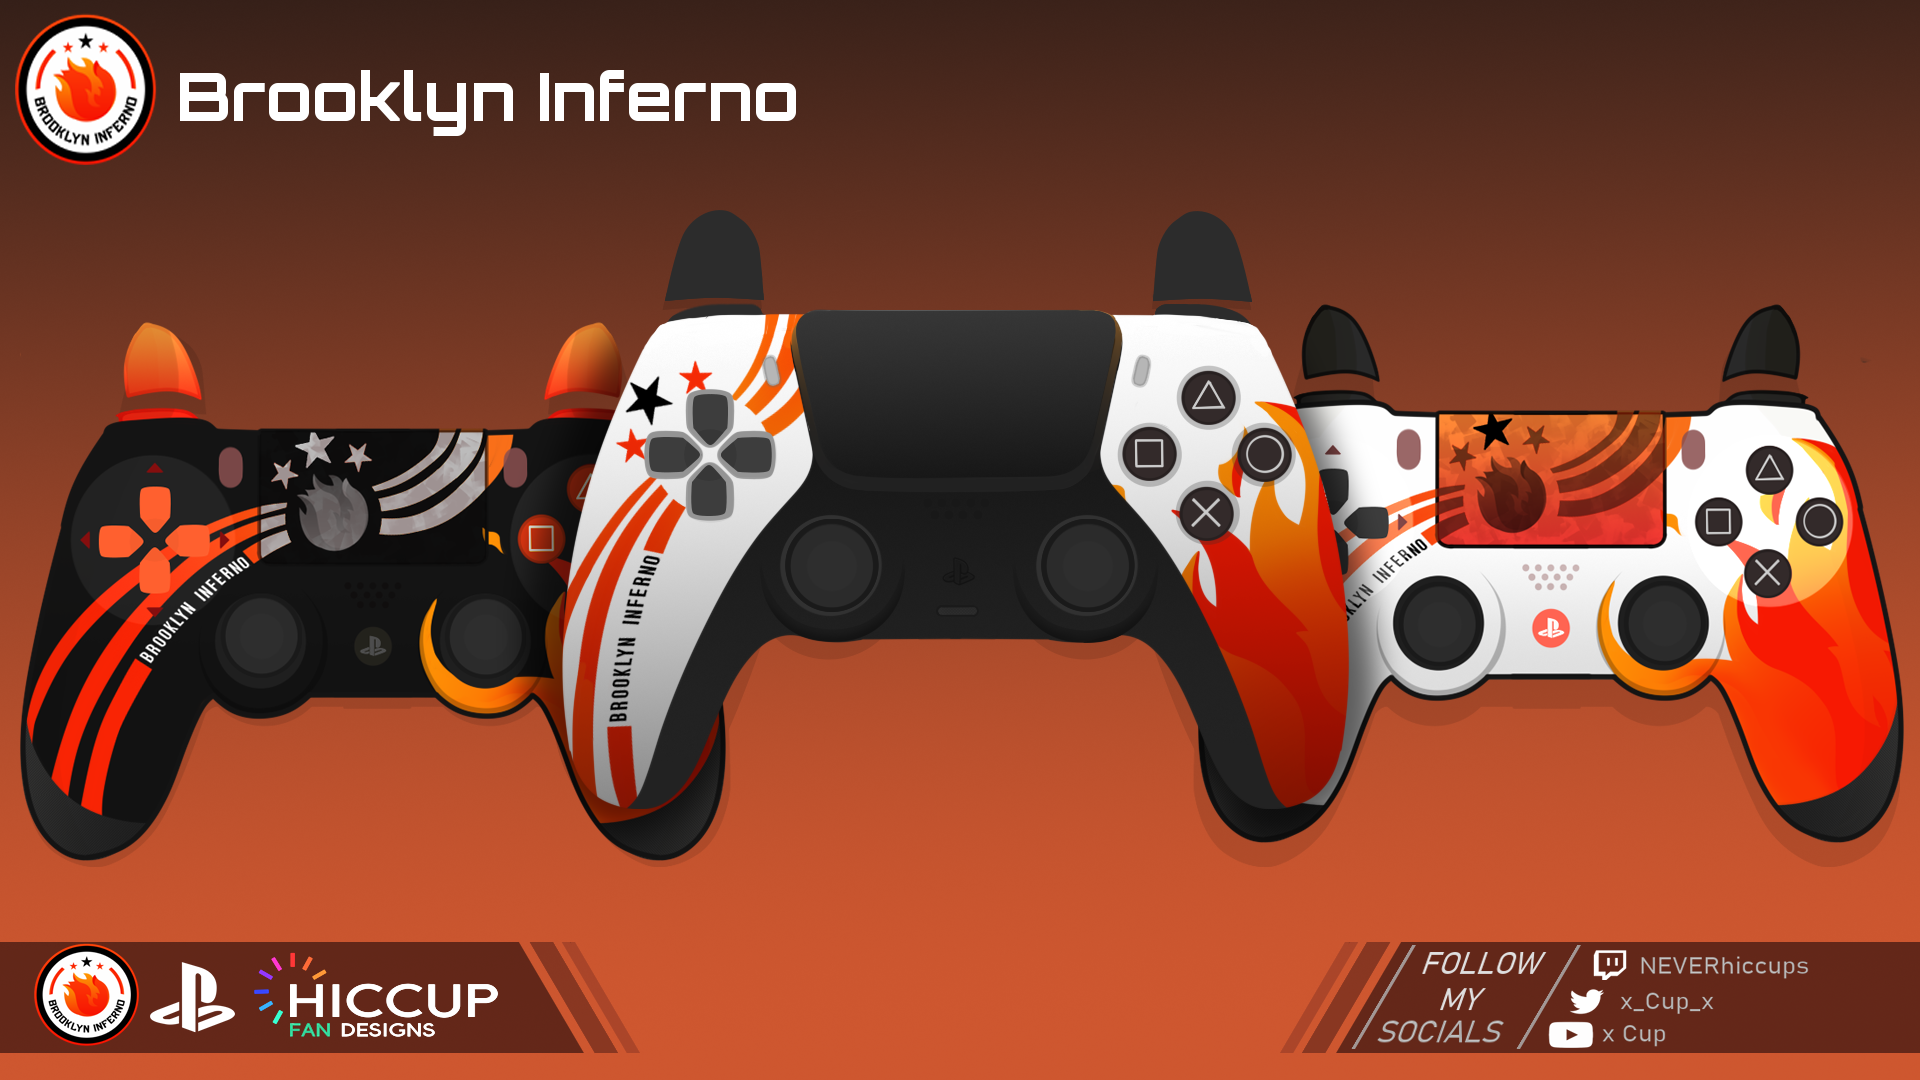 BROOKLYN INFERNO
Brooklyn Inferno
BROOKLYN INFERNO
BROOKLYN INFERNO
KLYN INFERNO
BROOKLYN INFERNO
HICCUP
FAN DESIGNS
FOLLOW
MY
SOCIALS
NEVERhiccups
x_Cup_x
x Cup